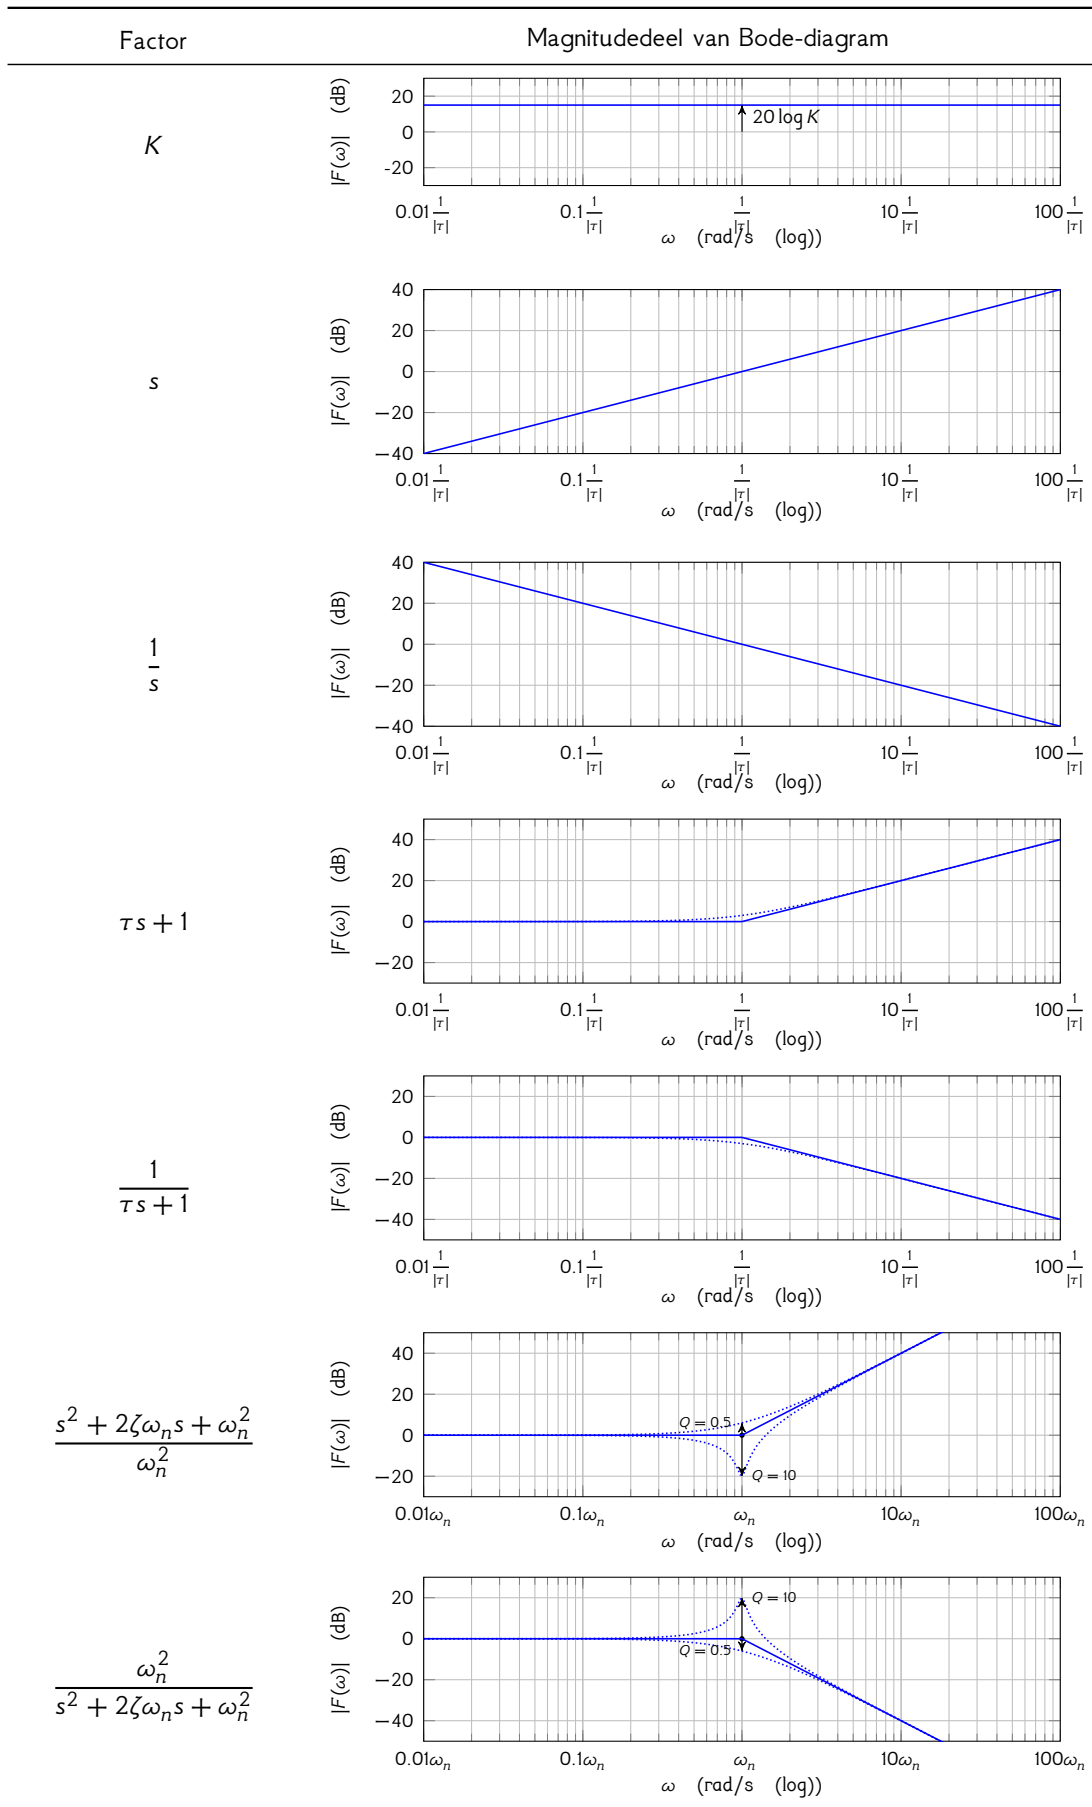 Factor Magnitudedeel van Bode-diagram
K
|F(ω)| (dB)
20
0
-20
20 log K
0.01 1/|τ| 0.1 1/|τ| 1/|τ| 10 1/|τ| 100 1/|τ|
ω (rad/s (log))
s
|F(ω)| (dB)
40
20
0
−20
−40
0.01 1/|τ| 0.1 1/|τ| 1/|τ| 10 1/|τ| 100 1/|τ|
ω (rad/s (log))
1/s
|F(ω)| (dB)
40
20
0
−20
−40
0.01 1/|τ| 0.1 1/|τ| 1/|τ| 10 1/|τ| 100 1/|τ|
ω (rad/s (log))
τs + 1
|F(ω)| (dB)
40
20
0
−20
0.01 1/|τ| 0.1 1/|τ| 1/|τ| 10 1/|τ| 100 1/|τ|
ω (rad/s (log))
1/(τs + 1)
|F(ω)| (dB)
20
0
−20
−40
0.01 1/|τ| 0.1 1/|τ| 1/|τ| 10 1/|τ| 100 1/|τ|
ω (rad/s (log))
(s² + 2ζωₙs + ωₙ²)/ωₙ²
|F(ω)| (dB)
40
20
0
−20
Q = 0.5
Q = 10
0.01ωₙ 0.1ωₙ ωₙ 10ωₙ 100ωₙ
ω (rad/s (log))
ωₙ²/(s² + 2ζωₙs + ωₙ²)
|F(ω)| (dB)
20
0
−20
−40
Q = 10
Q = 0.5
0.01ωₙ 0.1ωₙ ωₙ 10ωₙ 100ωₙ
ω (rad/s (log))